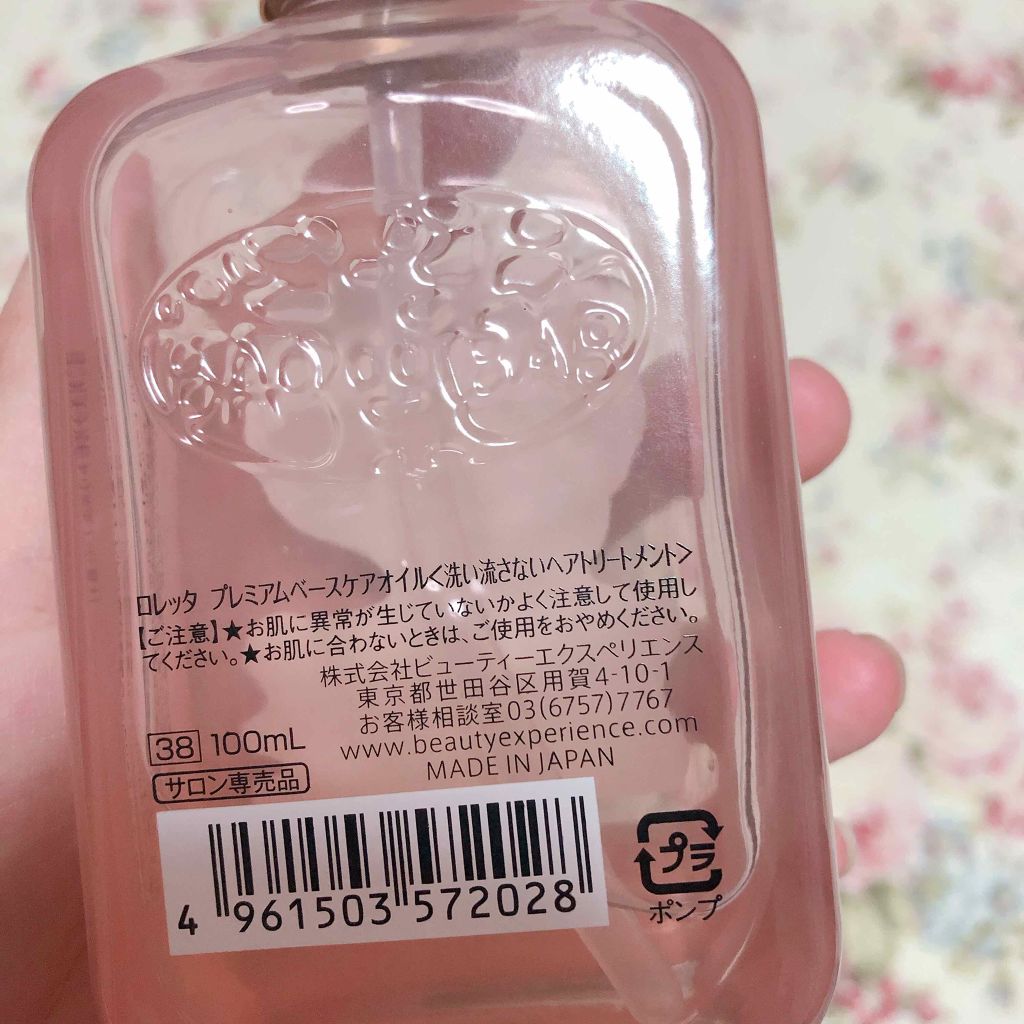 ロレッタ プレミアムベースケアオイル<洗い流さないヘアトリートメント>
【ご注意】★お肌に異常が生じていないかよく注意して使用し
てください。★お肌に合わないときは、ご使用をおやめください。
株式会社ビューティーエクスペリエンス
東京都世田谷区用賀4-10-1
お客様相談室03(6757)7767
38 100mL
www.beautyexperience.com
サロン専売品
MADE IN JAPAN
4 961503 572028
プラ
ポンプ